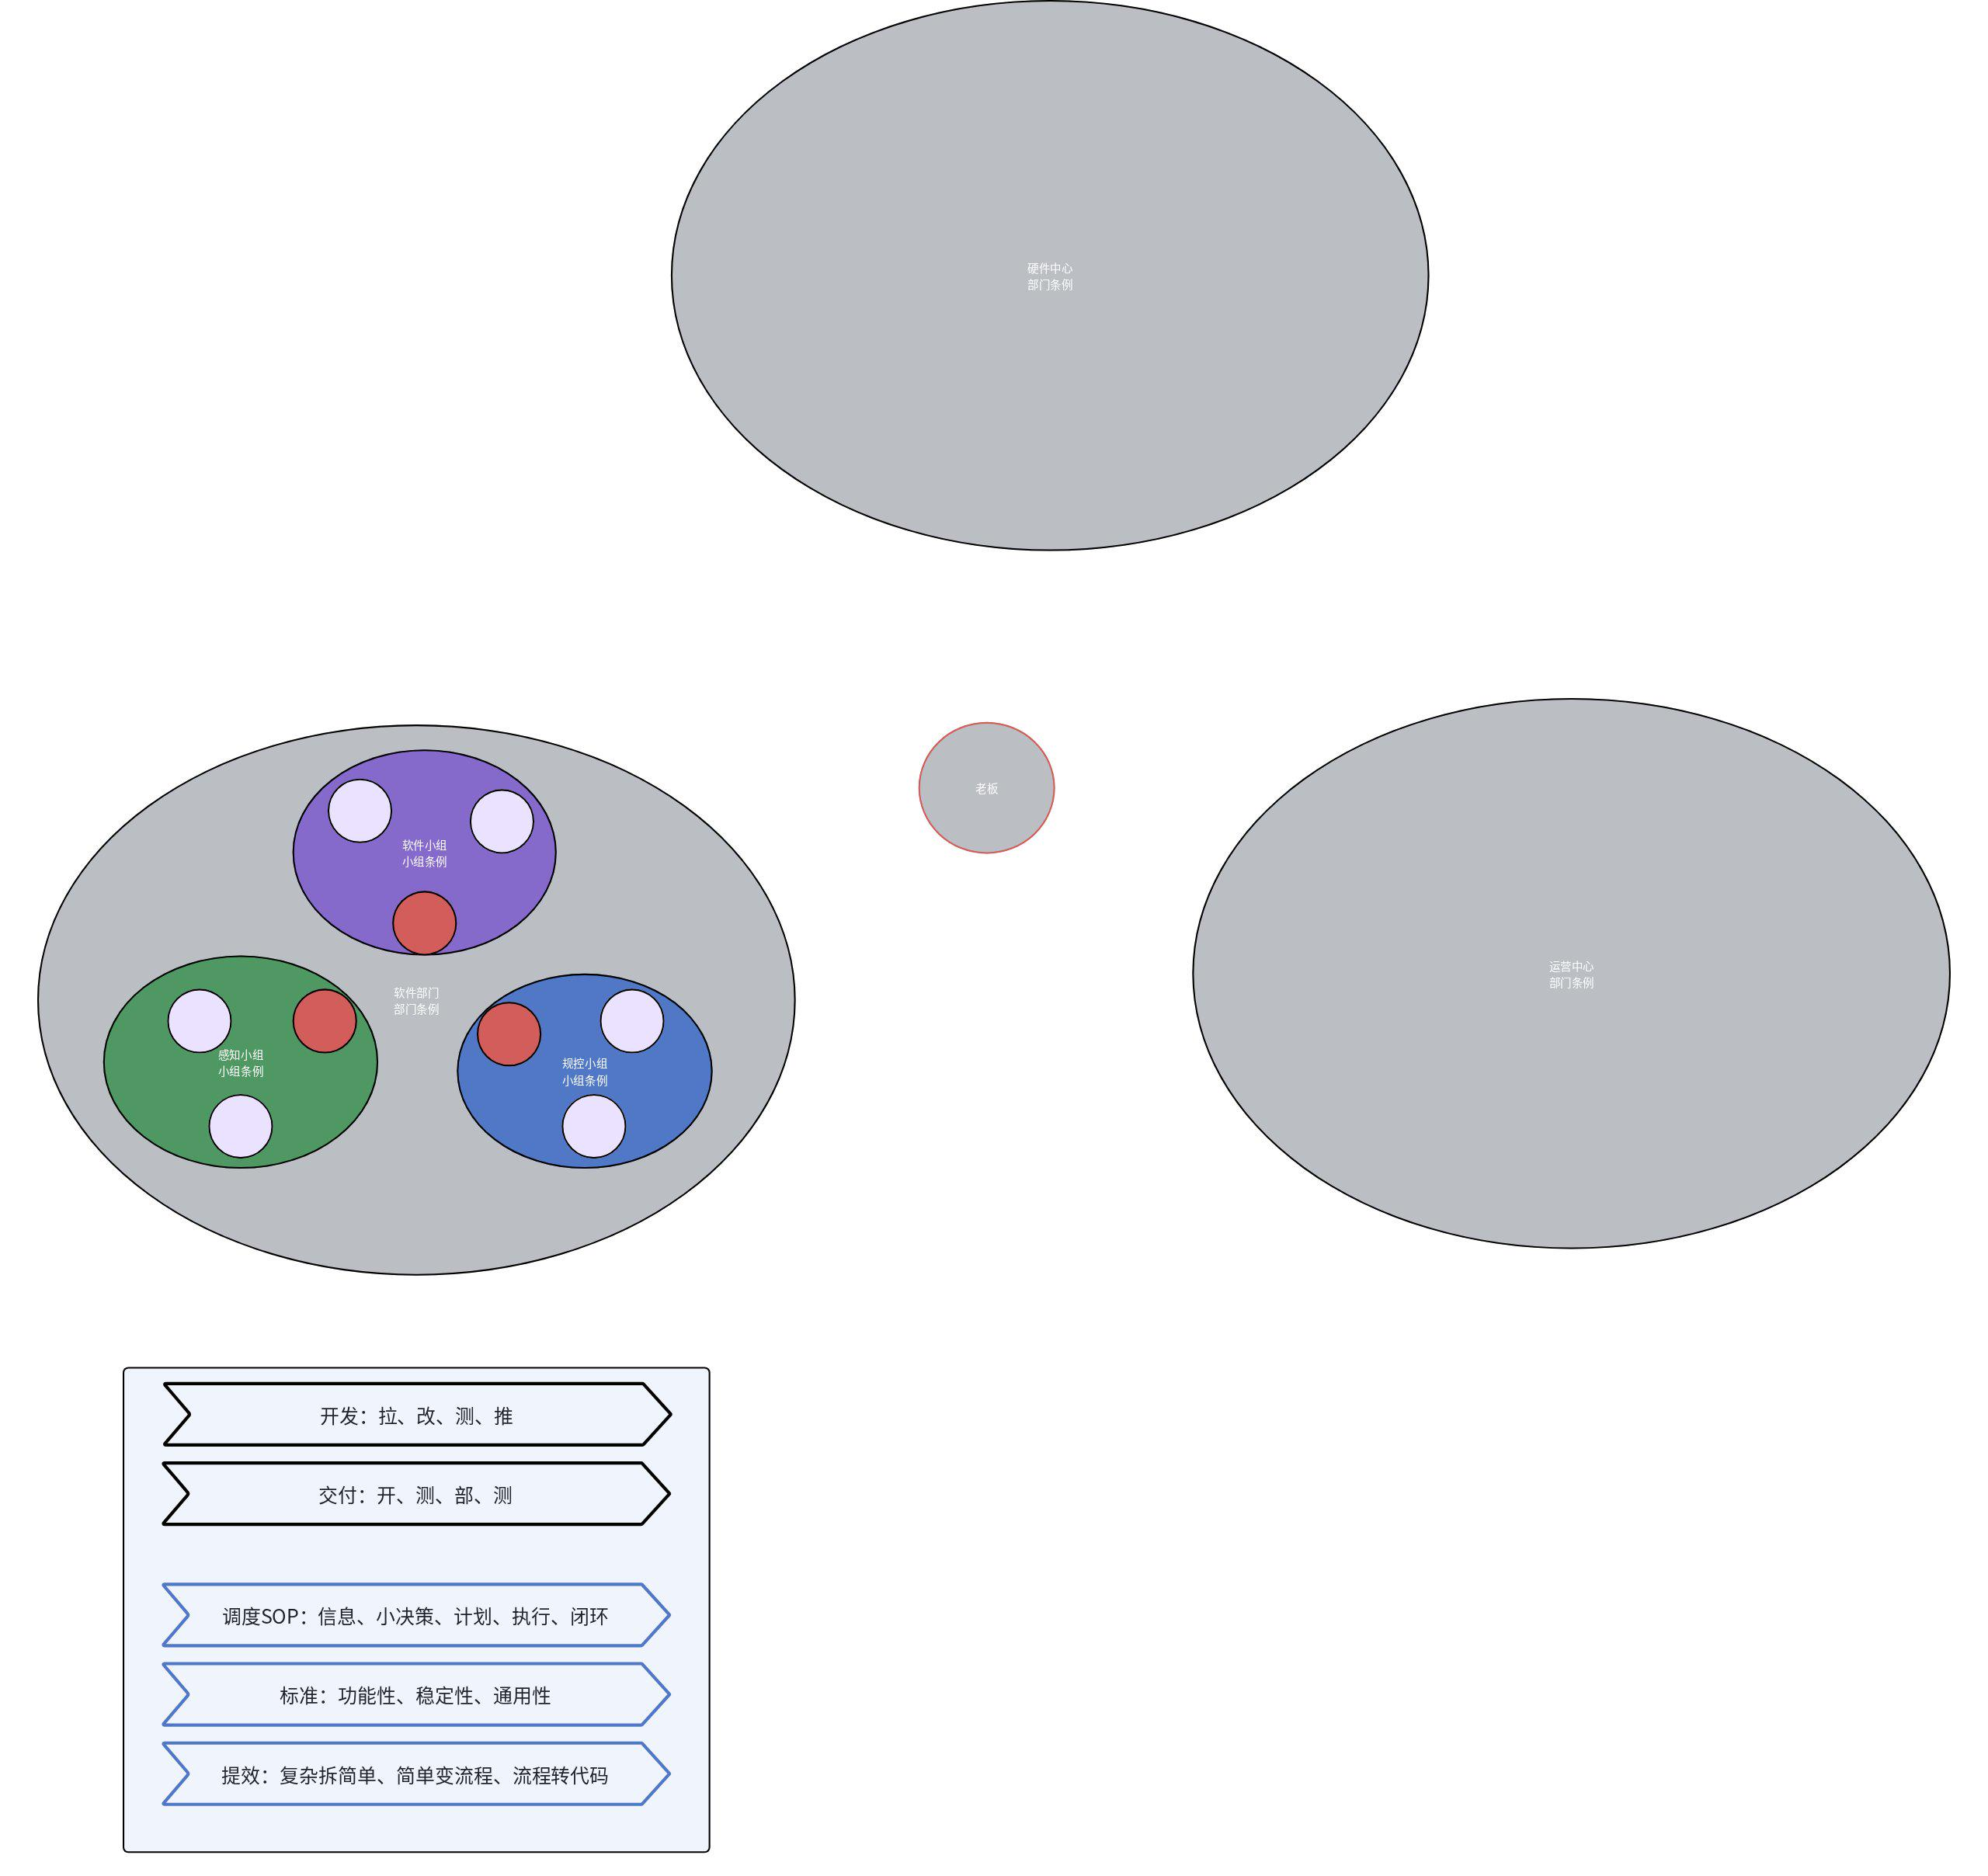 硬件中心
部门条例
老板
软件小组
小组条例
运营中心
部门条例
软件部门
部门条例
感知小组
小组条例
规控小组
小组条例
开发：拉、改、测、推
交付：开、测、部、测
调度SOP：信息、小决策、计划、执行、闭环
标准：功能性、稳定性、通用性
提效：复杂拆简单、简单变流程、流程转代码